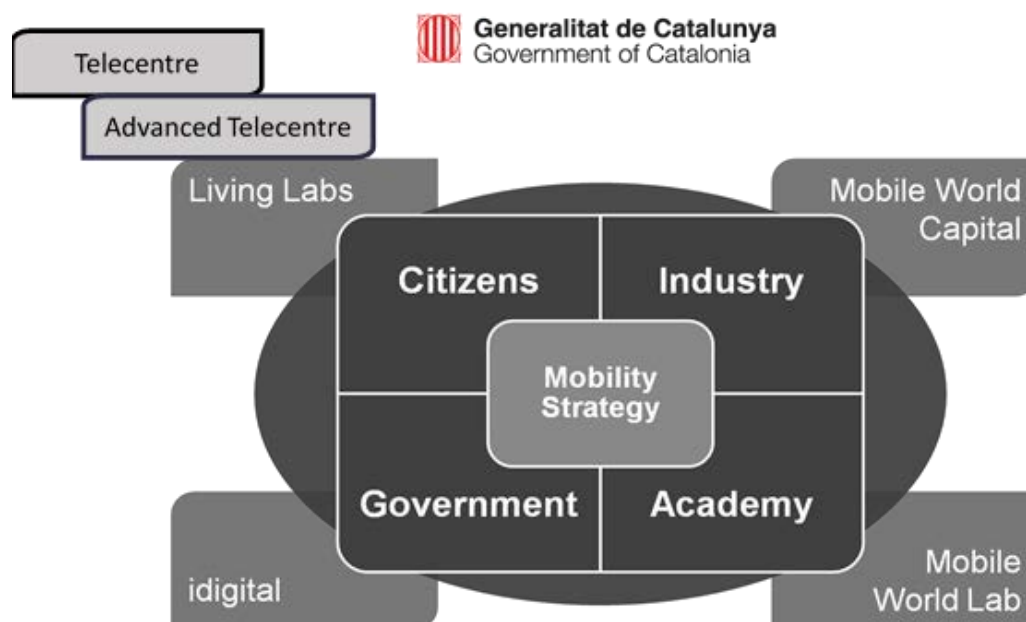 Generalitat de Catalunya
Government of Catalonia
Telecentre
Advanced Telecentre
Living Labs
Mobile World
Capital
Citizens
Industry
Mobility
Strategy
Government
Academy
idigital
Mobile
World Lab